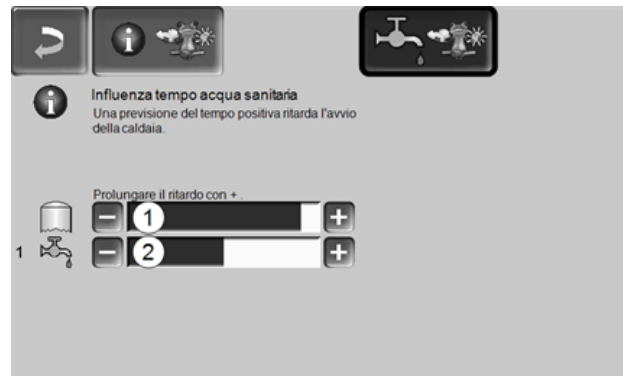 Influenza tempo acqua sanitaria
Una previsione del tempo positiva ritarda l'avvio
della caldaia.
Prolungare il ritardo con + .
1
1 2